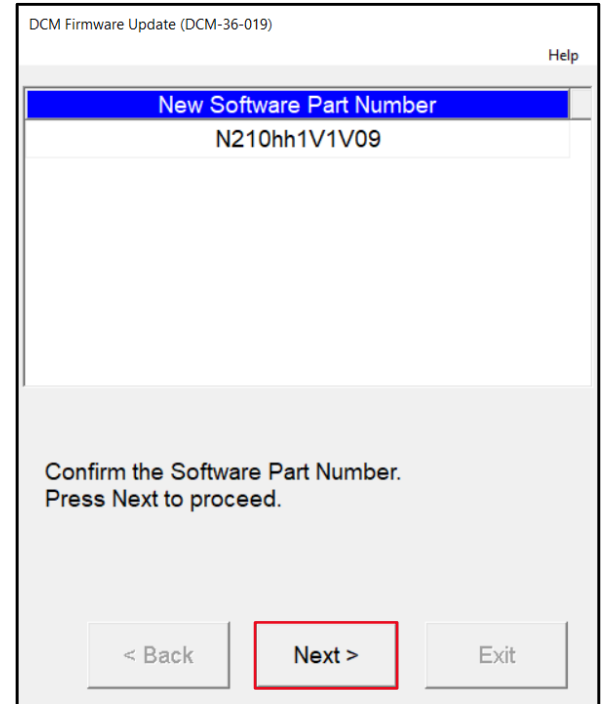 DCM Firmware Update (DCM-36-019)
Help
New Software Part Number
N210hh1V1V09
Confirm the Software Part Number.
Press Next to proceed.
< Back
Next >
Exit